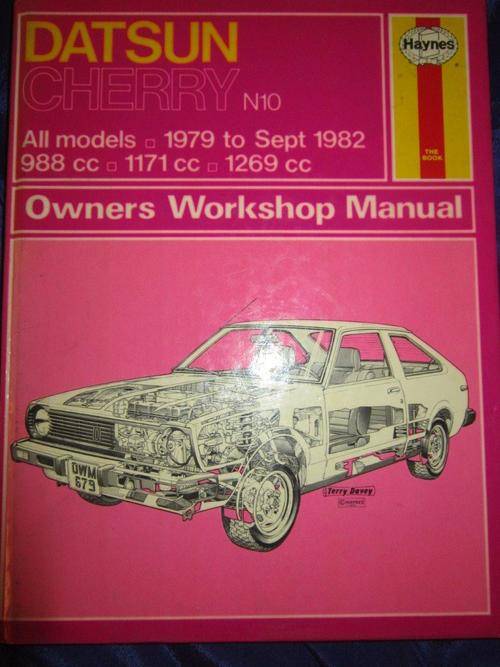 DATSUN
CHERRY N10
All models ▫ 1979 to Sept 1982
988 cc ▫ 1171 cc ▫ 1269 cc
Haynes
THE
BOOK
Owners Workshop Manual
OWM
679
Terry Davey